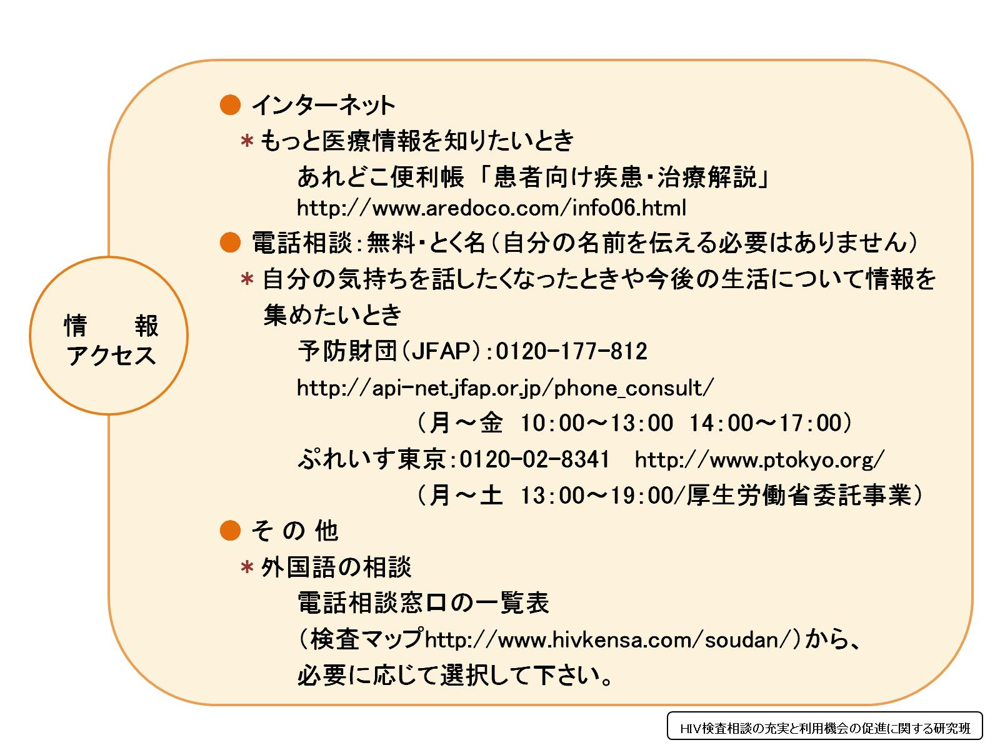 ● インターネット
＊もっと医療情報を知りたいとき
あれどこ便利帳 「患者向け疾患・治療解説」
http://www.aredoco.com/info06.html
● 電話相談：無料・とく名（自分の名前を伝える必要はありません）
＊自分の気持ちを話したくなったときや今後の生活について情報を
集めたいとき
情　　報
アクセス
予防財団（JFAP）：0120-177-812
http://api-net.jfap.or.jp/phone_consult/
（月～金　10：00～13：00　14：00～17：00）
ぷれいす東京：0120-02-8341　http://www.ptokyo.org/
（月～土　13：00～19：00/厚生労働省委託事業）
● そ の 他
＊外国語の相談
電話相談窓口の一覧表
（検査マップhttp://www.hivkensa.com/soudan/）から、
必要に応じて選択して下さい。
HIV検査相談の充実と利用機会の促進に関する研究班